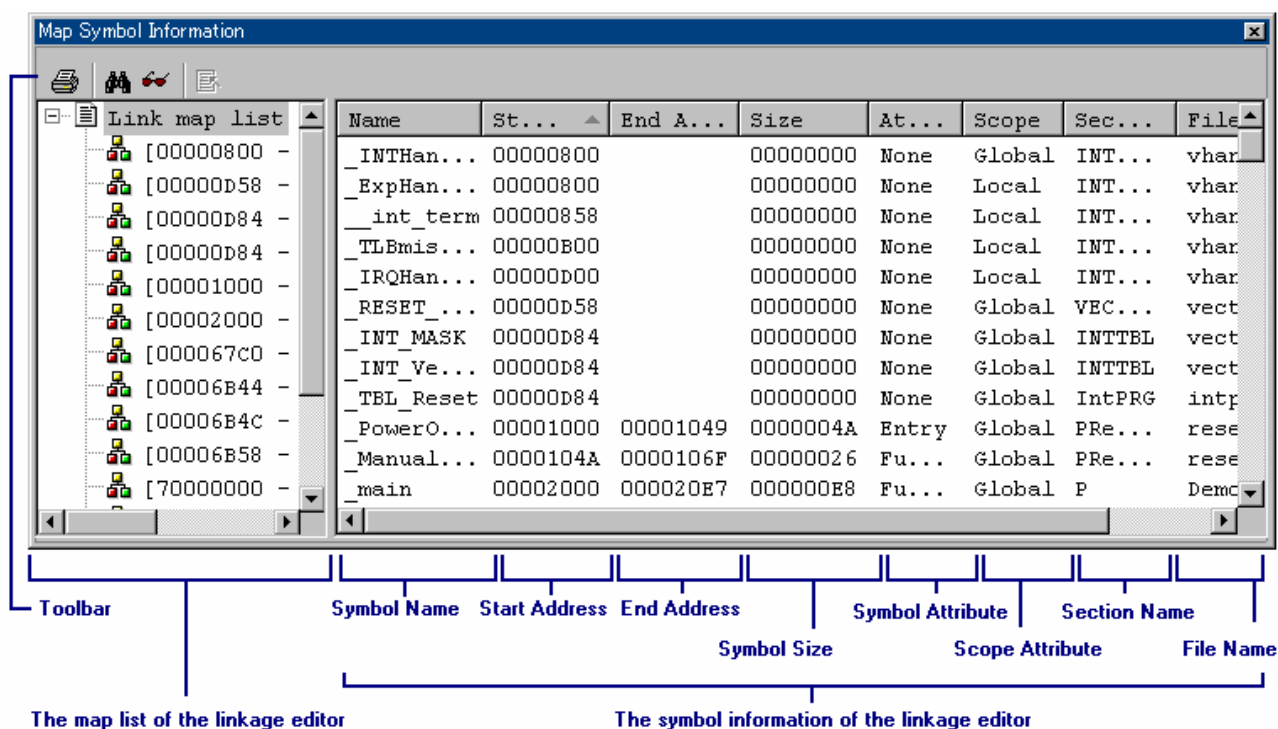 Map Symbol Information
Link map list
[00000800 -
[00000D58 -
[00000D84 -
[00000D84 -
[00001000 -
[00002000 -
[000067C0 -
[00006B44 -
[00006B4C -
[00006B58 -
[70000000 -
Name St... End A... Size At... Scope Sec... File
_INTHan... 00000800 00000000 None Global INT... vhan
_ExpHan... 00000800 00000000 None Local INT... vhan
__int_term 00000858 00000000 None Local INT... vhan
_TLBmis... 00000B00 00000000 None Local INT... vhan
_IRQHan... 00000D00 00000000 None Local INT... vhan
_RESET_... 00000D58 00000000 None Global VEC... vect
_INT_MASK 00000D84 00000000 None Global INTTBL vect
_INT_Ve... 00000D84 00000000 None Global INTTBL vect
_TBL_Reset 00000D84 00000000 None Global IntPRG intp
_PowerO... 00001000 00001049 0000004A Entry Global PRe... rese
_Manual... 0000104A 0000106F 00000026 Fu... Global PRe... rese
_main 00002000 000020E7 000000E8 Fu... Global P Demo
Toolbar
Symbol Name Start Address End Address Symbol Attribute Section Name
Symbol Size Scope Attribute File Name
The map list of the linkage editor The symbol information of the linkage editor